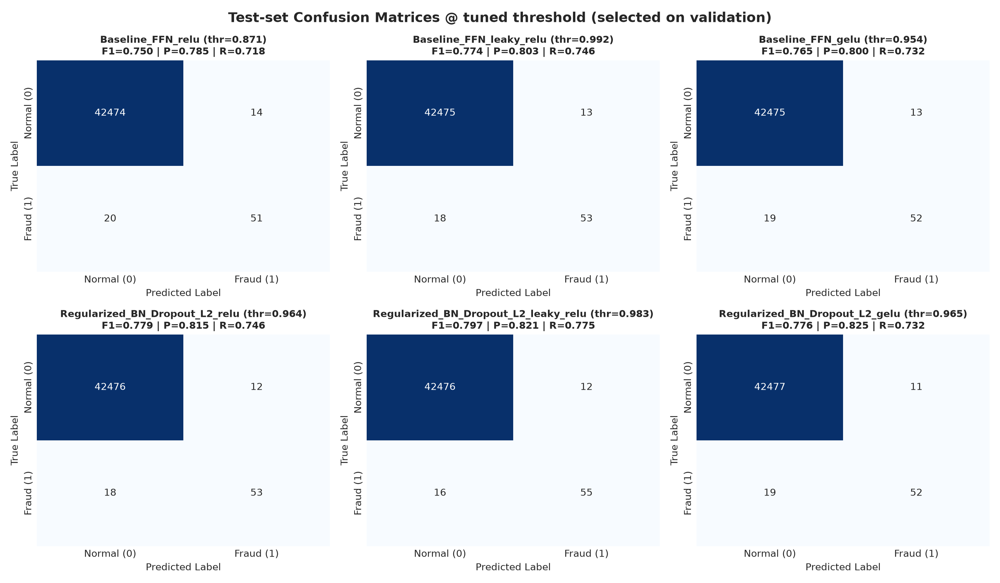 Test-set Confusion Matrices @ tuned threshold (selected on validation)
Baseline_FFN_relu (thr=0.871)
F1=0.750 | P=0.785 | R=0.718
True Label
Normal (0)
Fraud (1)
42474
14
20
51
Normal (0)
Fraud (1)
Predicted Label
Baseline_FFN_leaky_relu (thr=0.992)
F1=0.774 | P=0.803 | R=0.746
True Label
Normal (0)
Fraud (1)
42475
13
18
53
Normal (0)
Fraud (1)
Predicted Label
Baseline_FFN_gelu (thr=0.954)
F1=0.765 | P=0.800 | R=0.732
True Label
Normal (0)
Fraud (1)
42475
13
19
52
Normal (0)
Fraud (1)
Predicted Label
Regularized_BN_Dropout_L2_relu (thr=0.964)
F1=0.779 | P=0.815 | R=0.746
True Label
Normal (0)
Fraud (1)
42476
12
18
53
Normal (0)
Fraud (1)
Predicted Label
Regularized_BN_Dropout_L2_leaky_relu (thr=0.983)
F1=0.797 | P=0.821 | R=0.775
True Label
Normal (0)
Fraud (1)
42476
12
16
55
Normal (0)
Fraud (1)
Predicted Label
Regularized_BN_Dropout_L2_gelu (thr=0.965)
F1=0.776 | P=0.825 | R=0.732
True Label
Normal (0)
Fraud (1)
42477
11
19
52
Normal (0)
Fraud (1)
Predicted Label